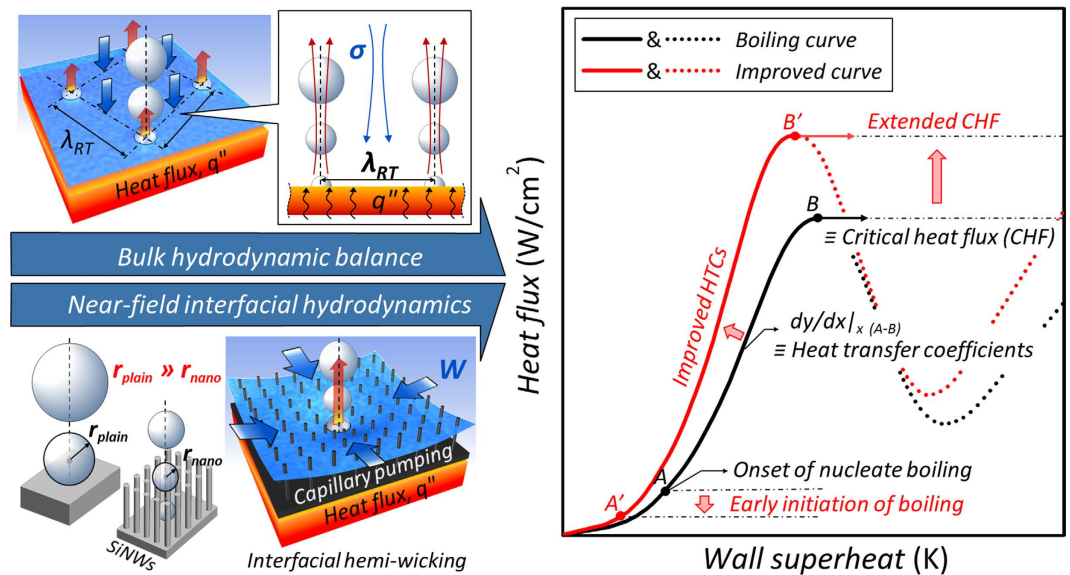 λRT
Heat flux, q"
σ
λRT
q"
Bulk hydrodynamic balance
Near-field interfacial hydrodynamics
rplain » rnano
rplain
rnano
SiNWs
W
Capillary pumping
Heat flux, q"
Interfacial hemi-wicking
Heat flux (W/cm2)
& Boiling curve
& Improved curve
B'
Extended CHF
B
≡ Critical heat flux (CHF)
Improved HTCs
dy/dx|x (A-B)
≡ Heat transfer coefficients
A
Onset of nucleate boiling
A'
Early initiation of boiling
Wall superheat (K)